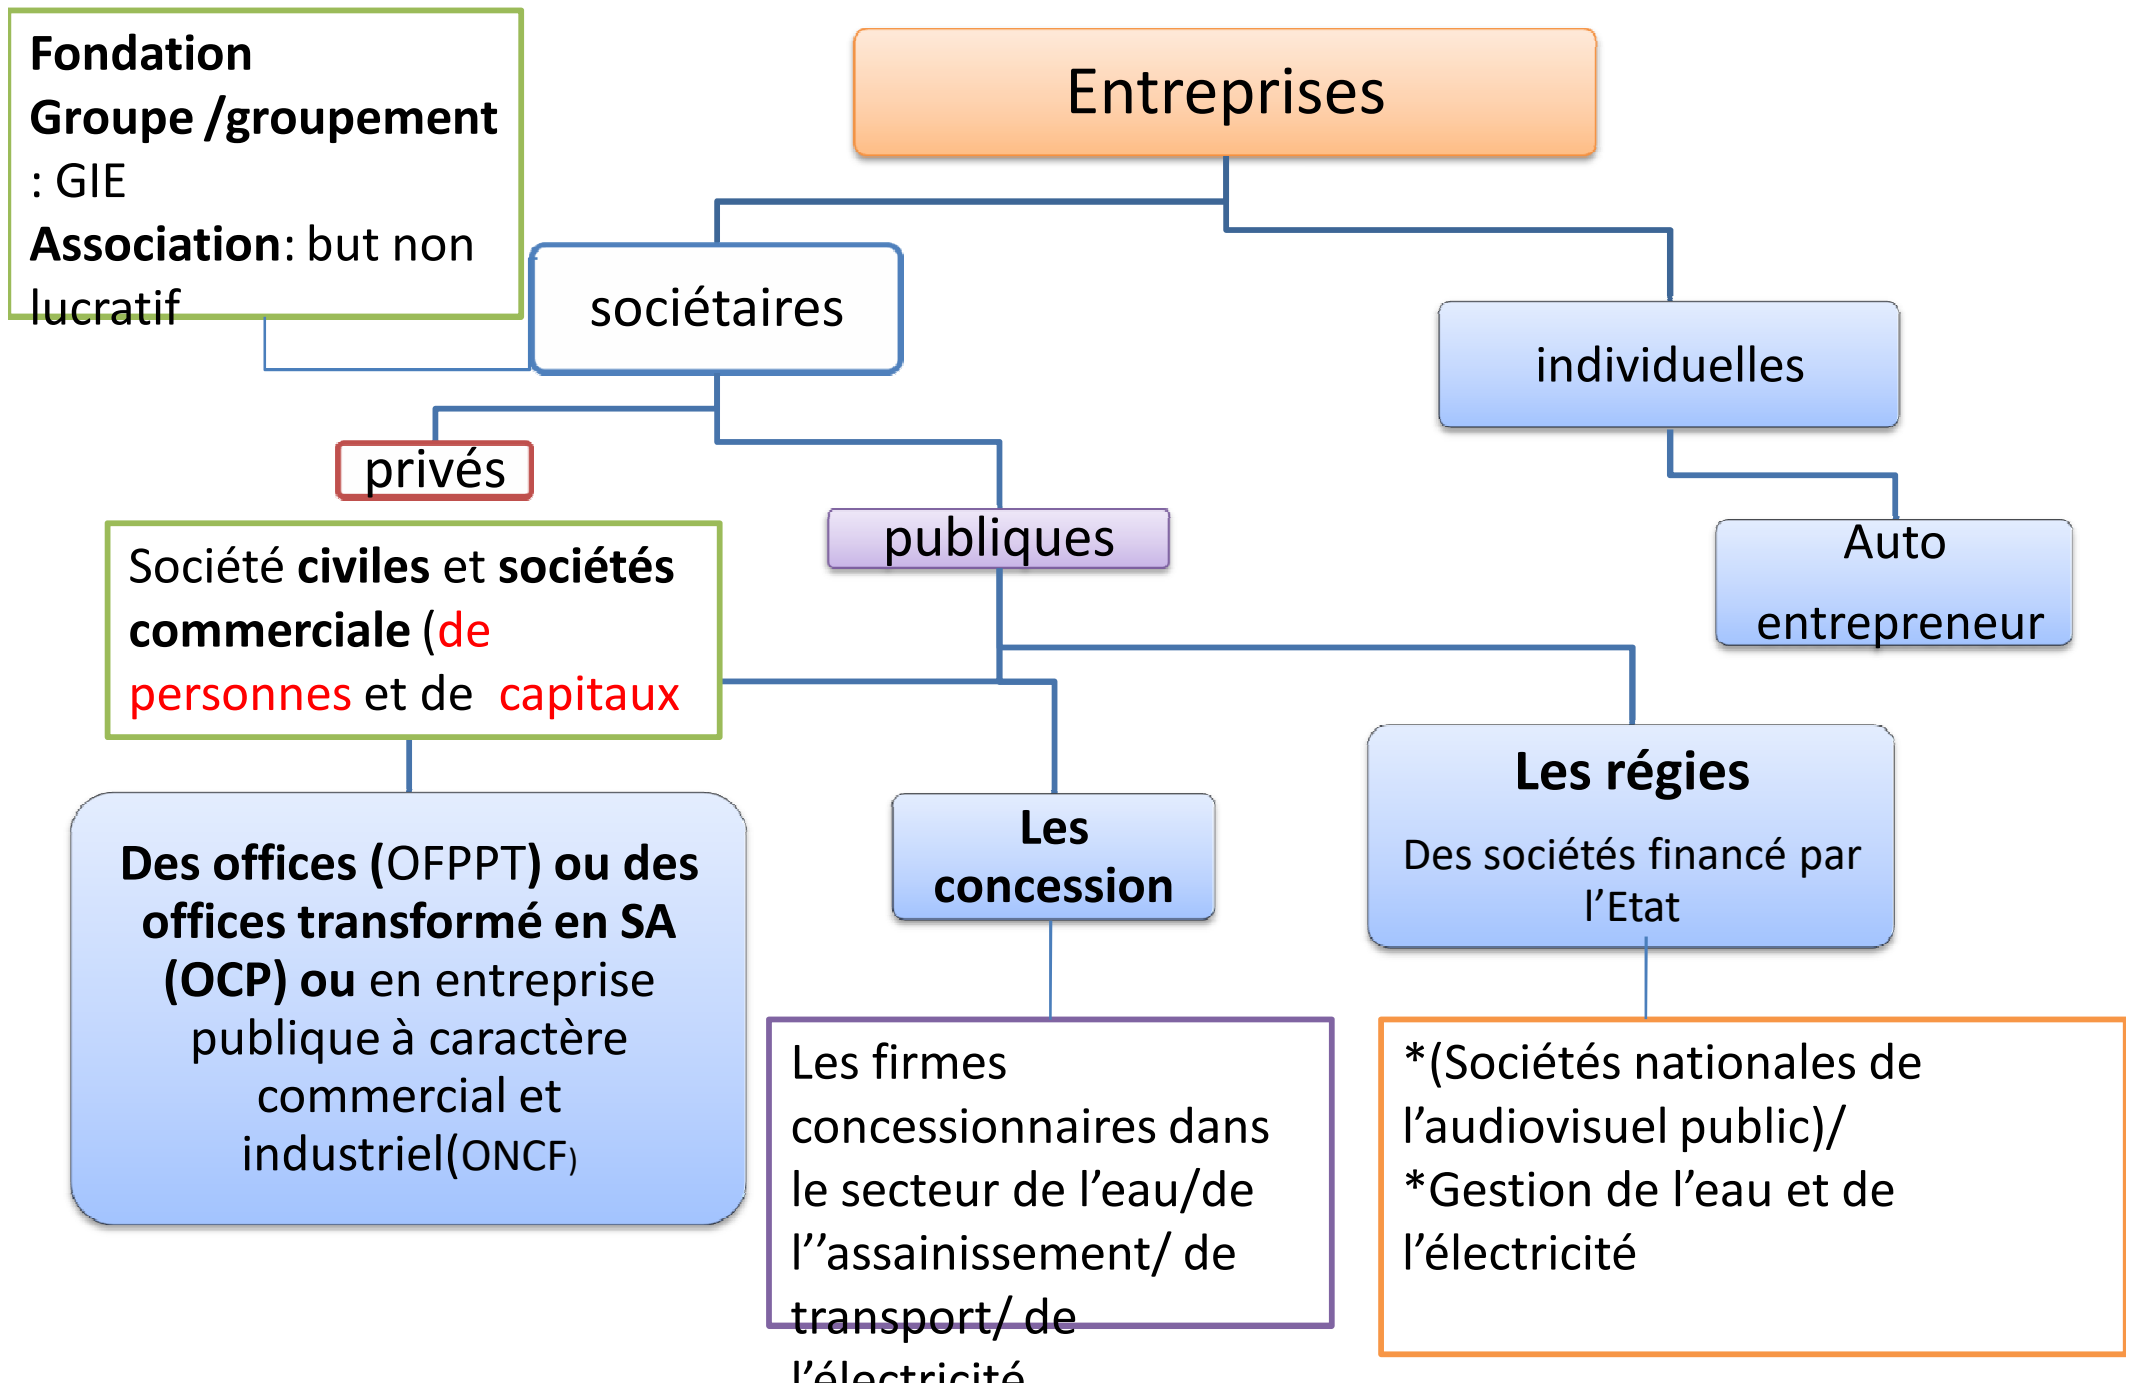 Fondation
Groupe /groupement
: GIE
Association: but non
lucratif
Entreprises
sociétaires
individuelles
privés
publiques
Auto
entrepreneur
Société civiles et sociétés
commerciale (de
personnes et de capitaux
Des offices (OFPPT) ou des
offices transformé en SA
(OCP) ou en entreprise
publique à caractère
commercial et
industriel(ONCF)
Les
concession
Les régies
Des sociétés financé par
l’Etat
Les firmes
concessionnaires dans
le secteur de l’eau/de
l’’assainissement/ de
transport/ de
l’électricité
*(Sociétés nationales de
l’audiovisuel public)/
*Gestion de l’eau et de
l’électricité